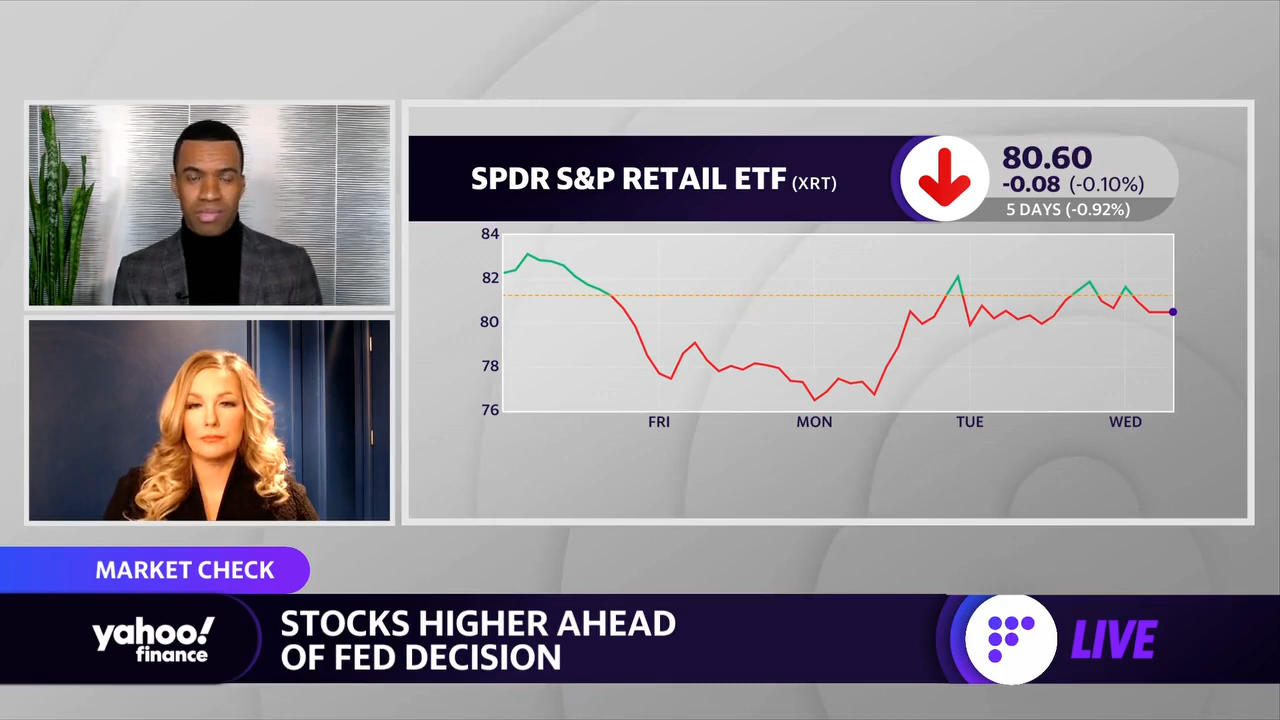 SPDR S&P RETAIL ETF (XRT)
80.60
-0.08 (-0.10%)
5 DAYS (-0.92%)
84
82
80
78
76
FRI MON TUE WED
MARKET CHECK
yahoo!
finance
STOCKS HIGHER AHEAD
OF FED DECISION
LIVE